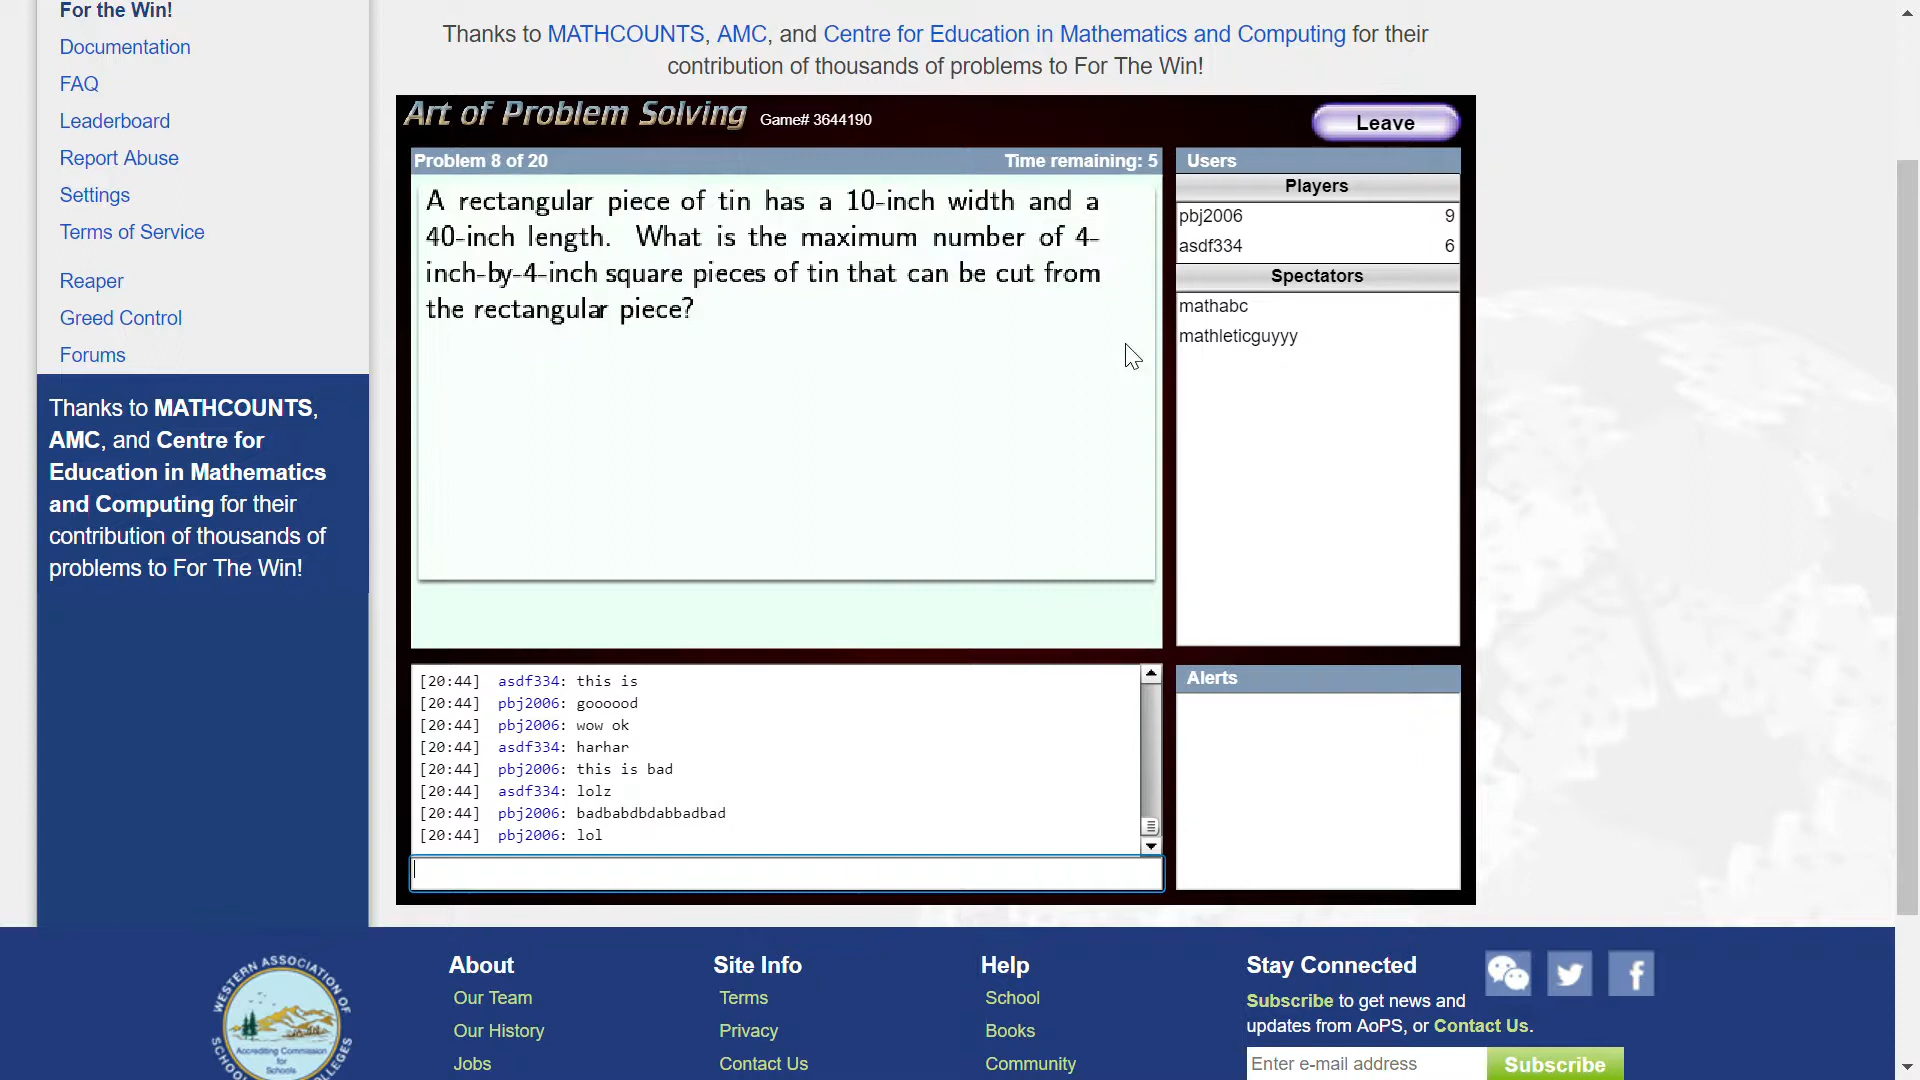 For the Win!
Documentation
FAQ
Leaderboard
Report Abuse
Settings
Terms of Service
Reaper
Greed Control
Forums
Thanks to MATHCOUNTS,
AMC, and Centre for
Education in Mathematics
and Computing for their
contribution of thousands of
problems to For The Win!
Thanks to MATHCOUNTS, AMC, and Centre for Education in Mathematics and Computing for their
contribution of thousands of problems to For The Win!
Art of Problem Solving Game# 3644190
Leave
Problem 8 of 20 Time remaining: 5
A rectangular piece of tin has a 10-inch width and a
40-inch length. What is the maximum number of 4-
inch-by-4-inch square pieces of tin that can be cut from
the rectangular piece?
Users
Players
pbj2006 9
asdf334 6
Spectators
mathabc
mathleticguyyy
[20:44] asdf334: this is
[20:44] pbj2006: goooood
[20:44] pbj2006: wow ok
[20:44] asdf334: harhar
[20:44] pbj2006: this is bad
[20:44] asdf334: lolz
[20:44] pbj2006: badbabdbdabbadbad
[20:44] pbj2006: lol
Alerts
WESTERN ASSOCIATION OF
SCHOOLS
COLLEGES
Accrediting Commission
for
Schools
About
Our Team
Our History
Jobs
Site Info
Terms
Privacy
Contact Us
Help
School
Books
Community
Stay Connected
Subscribe to get news and
updates from AoPS, or Contact Us.
Enter e-mail address
Subscribe